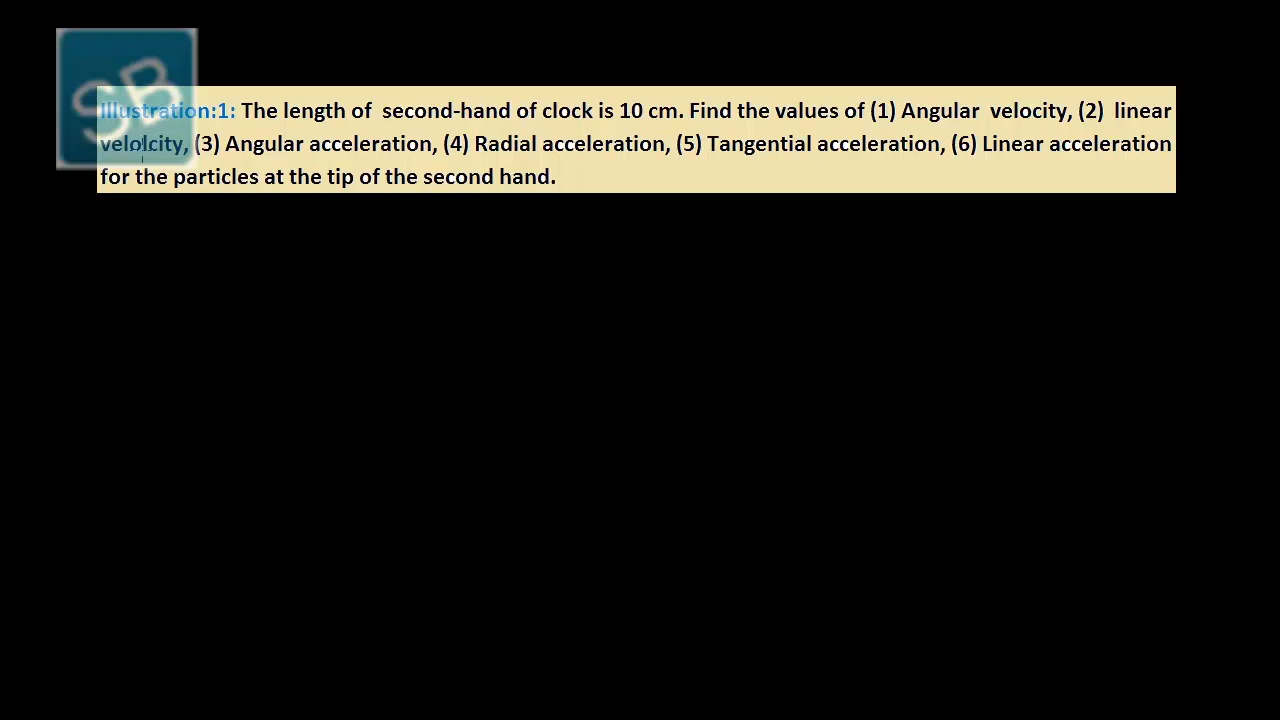 SB
Illustration:1: The length of second-hand of clock is 10 cm. Find the values of (1) Angular velocity, (2) linear
velolcity, (3) Angular acceleration, (4) Radial acceleration, (5) Tangential acceleration, (6) Linear acceleration
for the particles at the tip of the second hand.